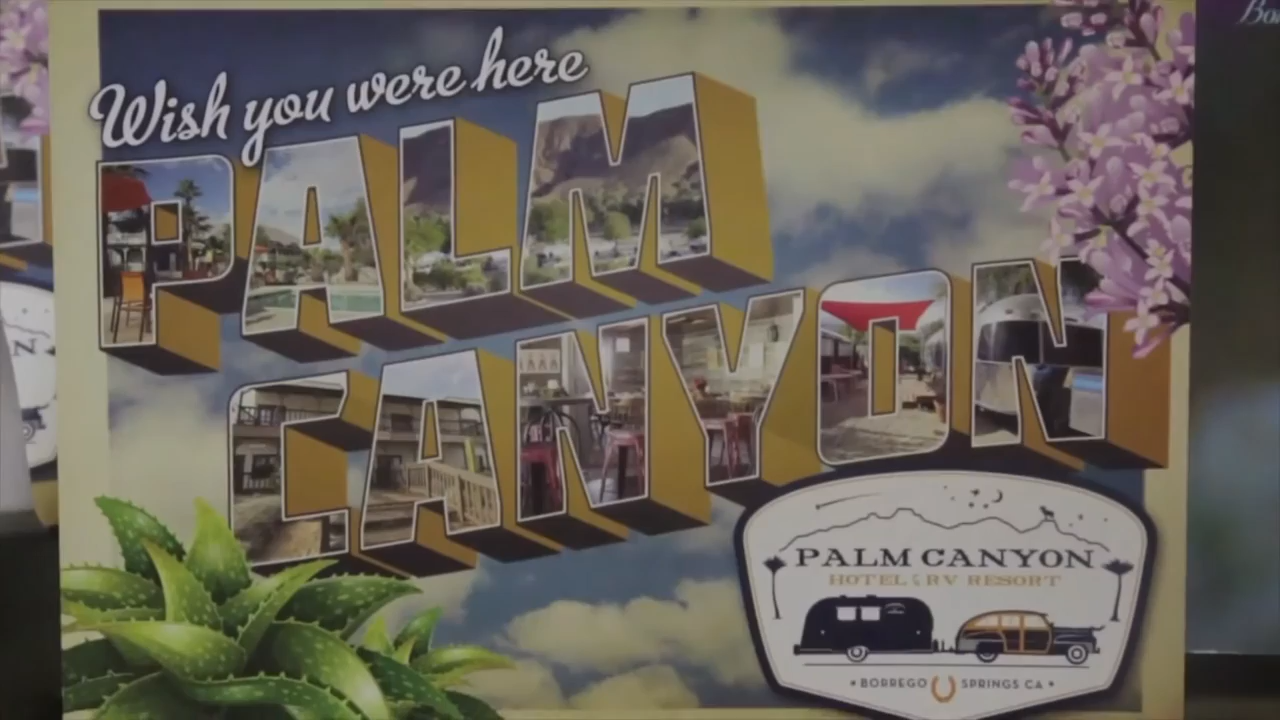 Wish you were here
PALM
CANYON
PALM CANYON
HOTEL & RV RESORT
• BORREGO SPRINGS CA •